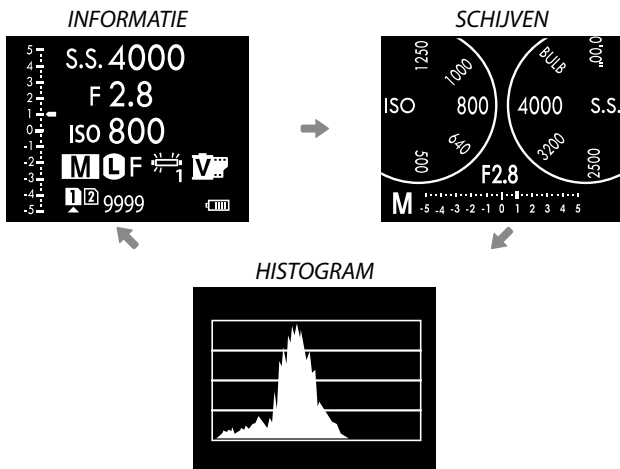 INFORMATIE
5
4
3
2
1
0
-1
-2
-3
-4
-5
S.S. 4000
F 2.8
ISO 800
M L F 1 V
1 2 9999
SCHIJVEN
1250 1000 BULB 60'00"
ISO 800 4000 S.S.
500 640 3200 2500
F2.8
M -5 -4 -3 -2 -1 0 1 2 3 4 5
HISTOGRAM